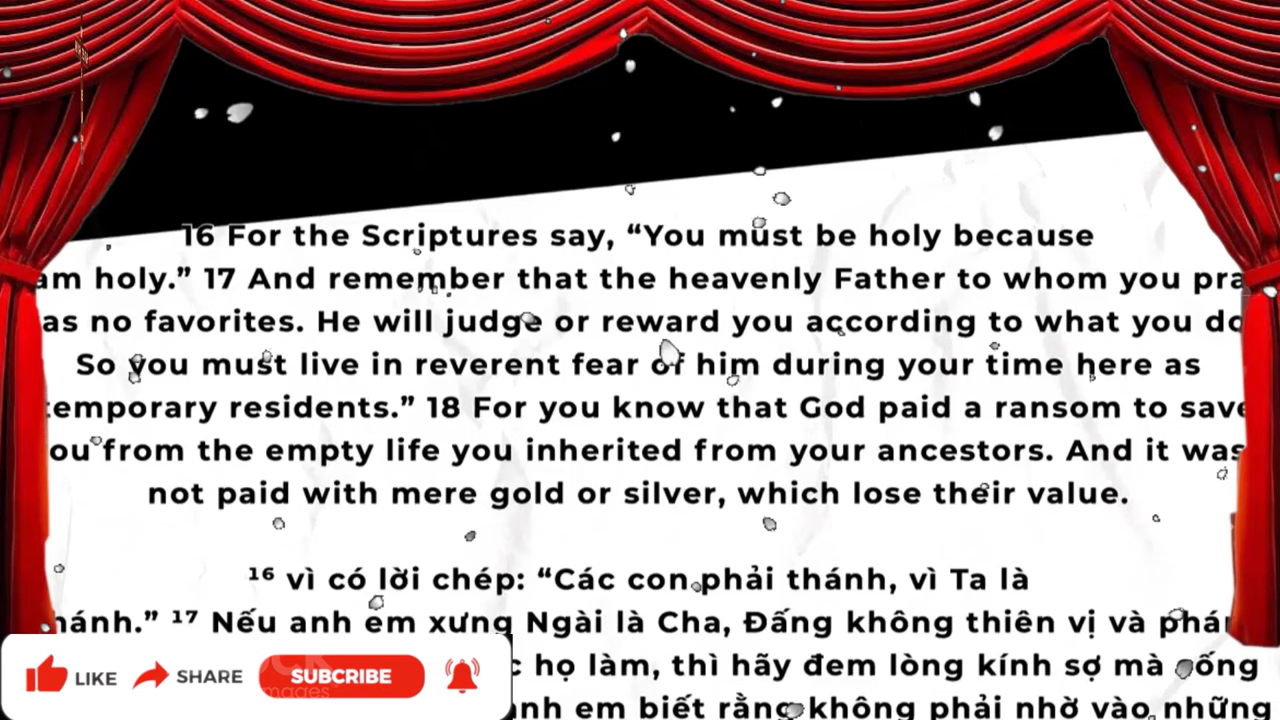 16 For the Scriptures say, “You must be holy because
am holy.” 17 And remember that the heavenly Father to whom you pra
as no favorites. He will judge or reward you according to what you do
So you must live in reverent fear of him during your time here as
temporary residents.” 18 For you know that God paid a ransom to save
ou from the empty life you inherited from your ancestors. And it was
not paid with mere gold or silver, which lose their value.
¹⁶ vì có lời chép: “Các con phải thánh, vì Ta là
hánh.” ¹⁷ Nếu anh em xưng Ngài là Cha, Đấng không thiên vị và phán
họ làm, thì hãy đem lòng kính sợ mà sống
anh em biết rằng không phải nhờ vào những
LIKE SHARE SUBSCRIBE